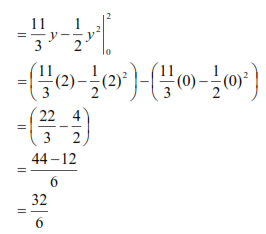 = 11/3 y − 1/2 y² |₀²
= (11/3 (2) − 1/2 (2)²) − (11/3 (0) − 1/2 (0)²)
= (22/3 − 4/2)
= 44 − 12 / 6
= 32/6